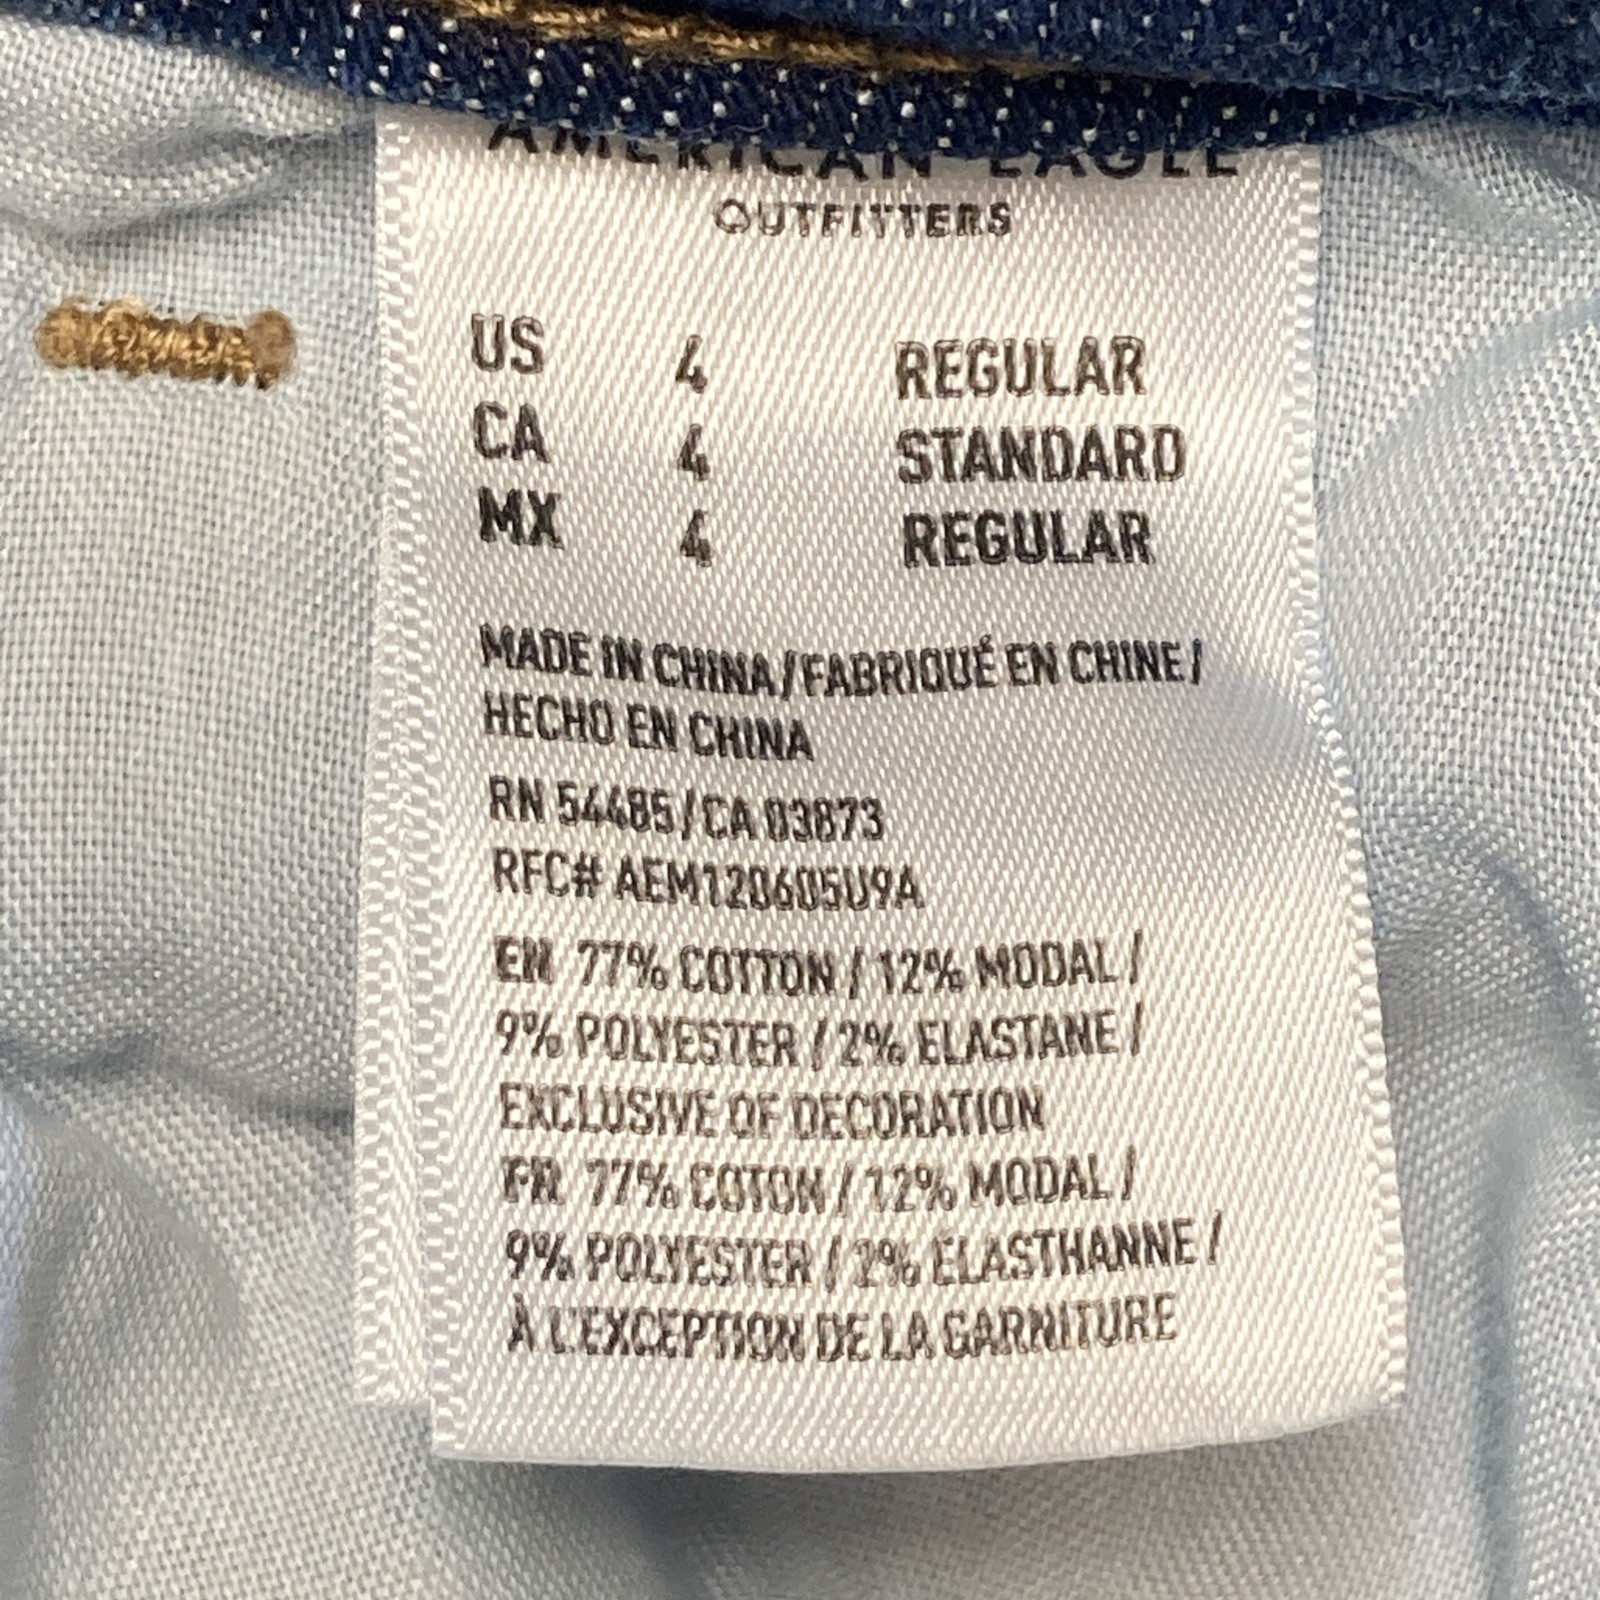 AMERICAN EAGLE
OUTFITTERS
US 4 REGULAR
CA 4 STANDARD
MX 4 REGULAR
MADE IN CHINA/FABRIQUÉ EN CHINE/
HECHO EN CHINA
RN 54485/CA 03873
RFC# AEM120605U9A
EN 77% COTTON / 12% MODAL /
9% POLYESTER / 2% ELASTANE /
EXCLUSIVE OF DECORATION
FR 77% COTON / 12% MODAL /
9% POLYESTER / 2% ÉLASTHANNE /
À L'EXCEPTION DE LA GARNITURE